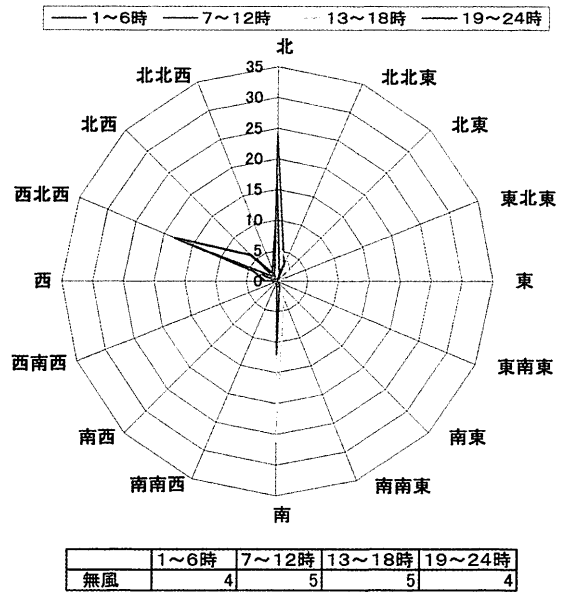 1～6時 7～12時 13～18時 19～24時
北
35
北北西 北北東
30
北西 25 北東
20
西北西 15 東北東
10
5
西 0 東
西南西 東南東
南西 南東
南南西 南南東
南
1～6時 7～12時 13～18時 19～24時
無風 4 5 5 4